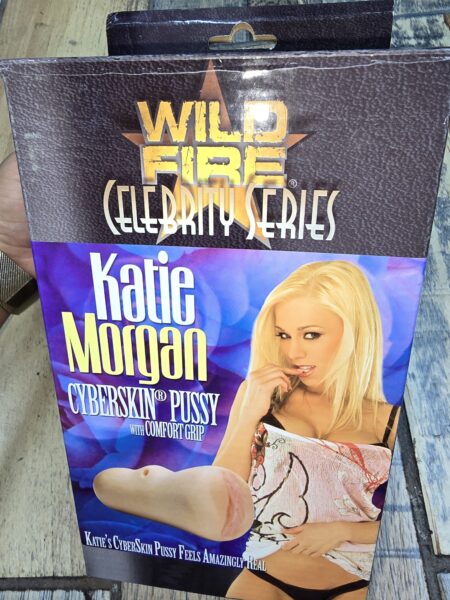 WILD
FIRE®
CELEBRITY SERIES
Katie
Morgan
CYBERSKIN® PUSSY
WITH COMFORT GRIP
KATIE'S CYBERSKIN PUSSY FEELS AMAZINGLY REAL